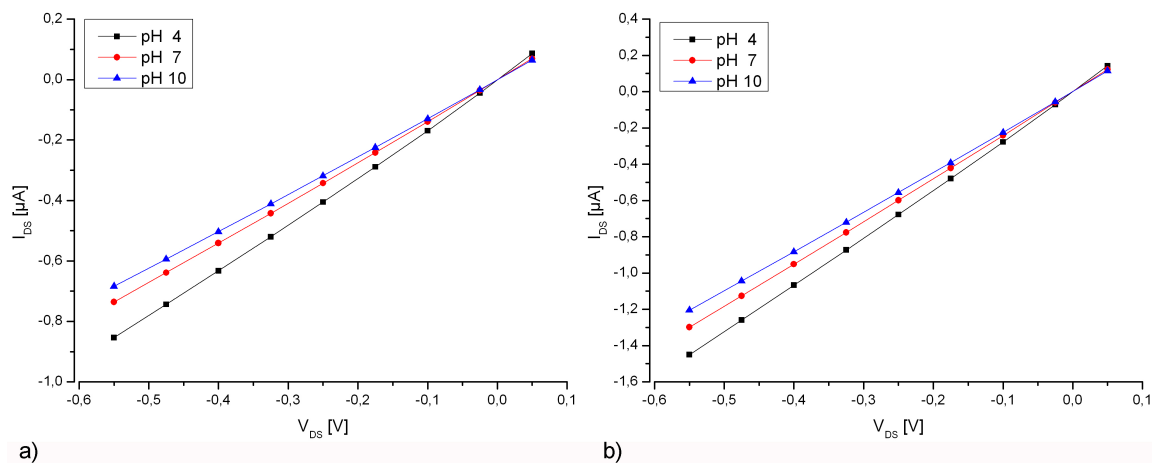 0,2
0,0
-0,2
-0,4
-0,6
-0,8
-1,0
I_DS [µA]
pH 4
pH 7
pH 10
-0,6 -0,5 -0,4 -0,3 -0,2 -0,1 0,0 0,1
V_DS [V]
a)
0,4
0,2
0,0
-0,2
-0,4
-0,6
-0,8
-1,0
-1,2
-1,4
-1,6
I_DS [µA]
pH 4
pH 7
pH 10
-0,6 -0,5 -0,4 -0,3 -0,2 -0,1 0,0 0,1
V_DS [V]
b)